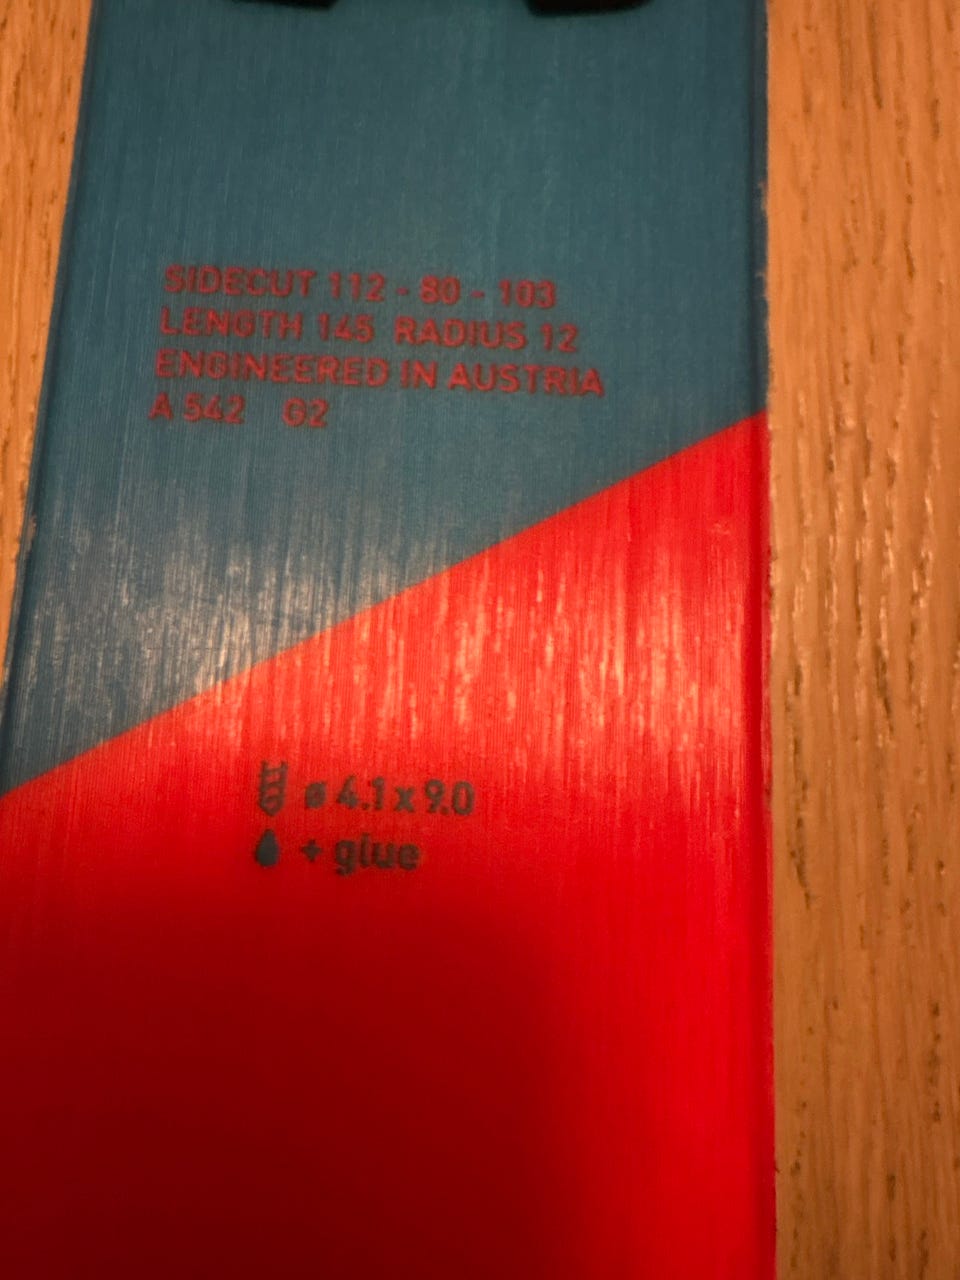 SIDECUT 112 - 80 - 103
LENGTH 145 RADIUS 12
ENGINEERED IN AUSTRIA
A 542 G2
ø 4.1 x 9.0
+ glue